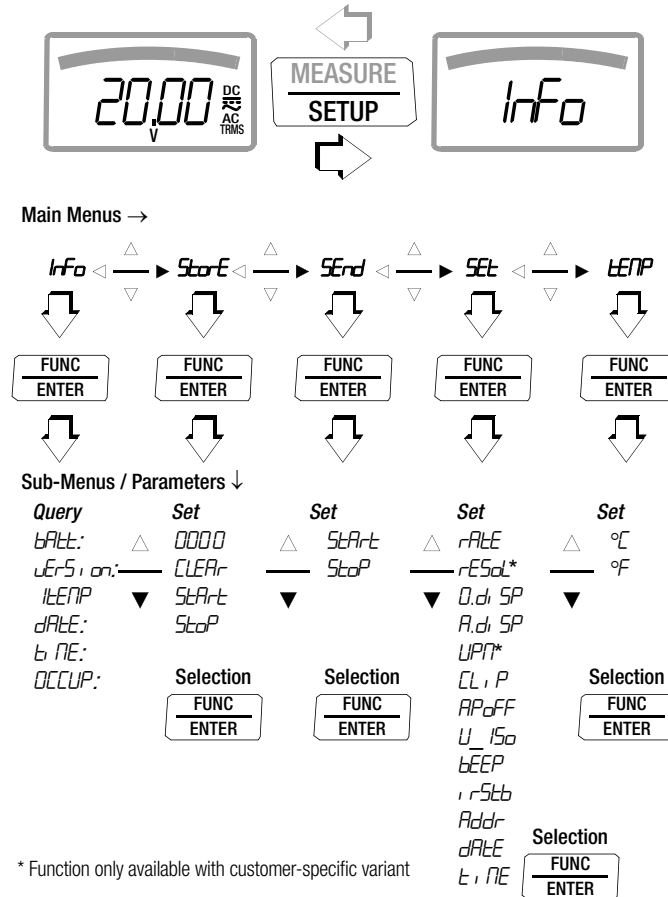 20.00 V DC AC TRMS
MEASURE
SETUP
InFo
Main Menus →
InFo StorE SEnd SEt tEMP
FUNC FUNC FUNC FUNC FUNC
ENTER ENTER ENTER ENTER ENTER
Sub-Menus / Parameters ↓
Query Set Set Set Set
bAtt: 0000 StArt rAtE °C
vErSion: CLEAr StoP rESoL* °F
ItEMP StArt 0.diSP
dAtE: StoP A.diSP
tiME: UPM*
OCCUP: Selection Selection CLiP Selection
FUNC FUNC APoFF FUNC
ENTER ENTER U_ISo ENTER
bEEP
irStb
Addr
dAtE Selection
tiME FUNC
ENTER
* Function only available with customer-specific variant